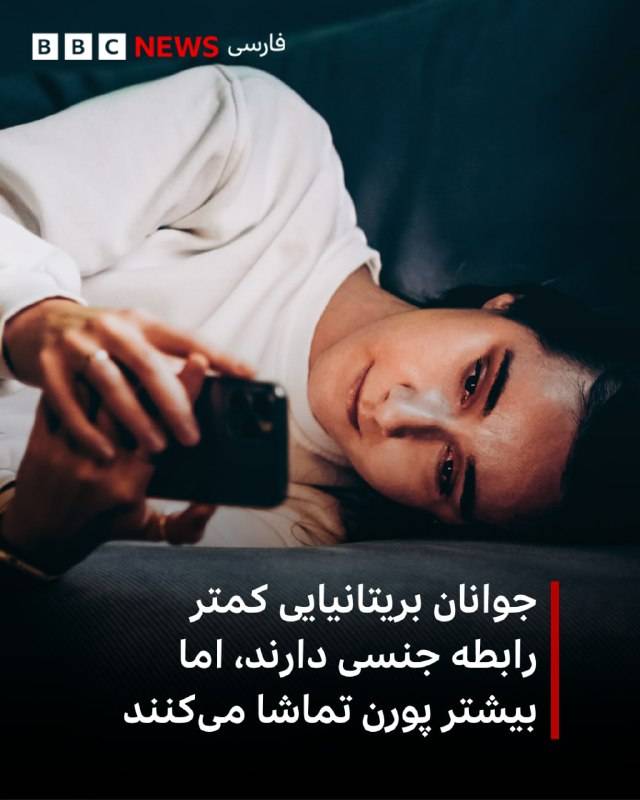 BBC NEWS فارسی
جوانان بریتانیایی کمتر
رابطه جنسی دارند، اما
بیشتر پورن تماشا می‌کنند